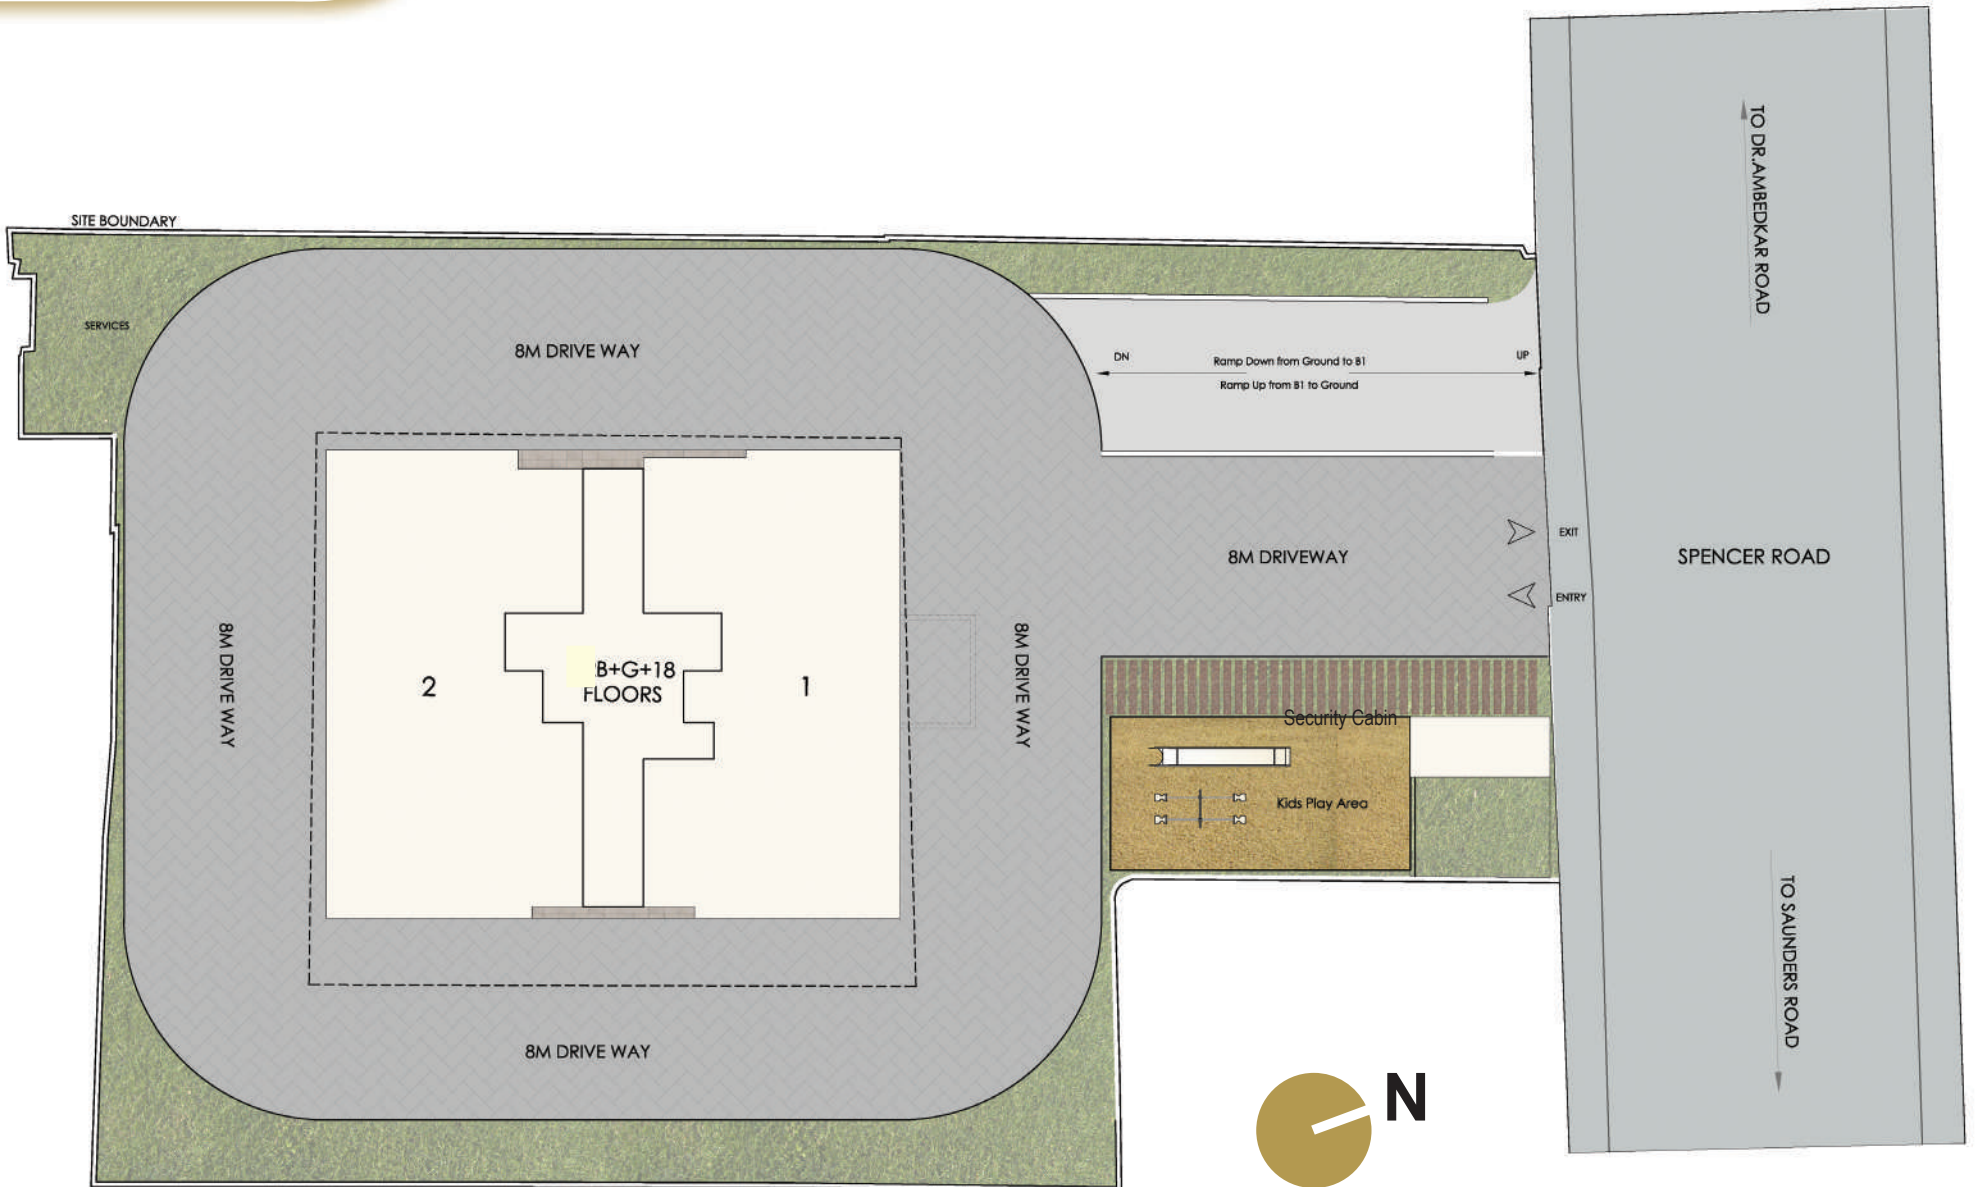 SITE BOUNDARY
SERVICES
8M DRIVE WAY
DN
Ramp Down from Ground to B1
UP
Ramp Up from B1 to Ground
TO DR.AMBEDKAR ROAD
EXIT
8M DRIVEWAY
SPENCER ROAD
ENTRY
8M DRIVE WAY
2
B+G+18
FLOORS
1
8M DRIVE WAY
Security Cabin
Kids Play Area
TO SAUNDERS ROAD
8M DRIVE WAY
N